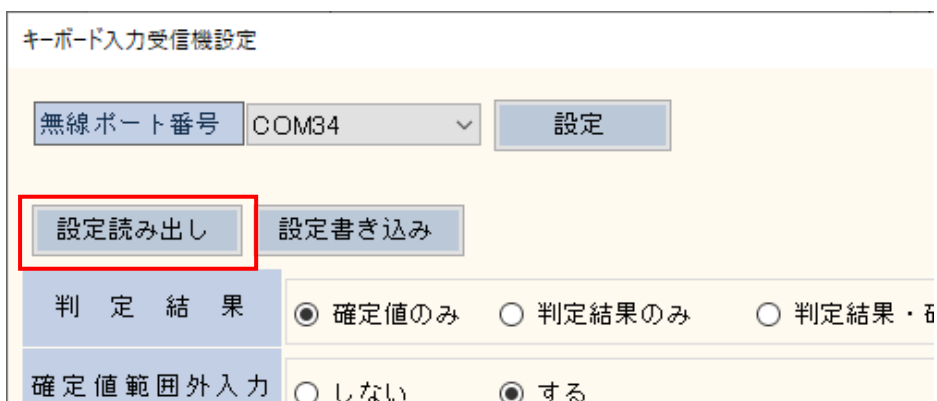 キーボード入力受信機設定
無線ポート番号 COM34 設定
設定読み出し 設定書き込み
判定結果 確定値のみ 判定結果のみ 判定結果・
確定値範囲外入力 しない する